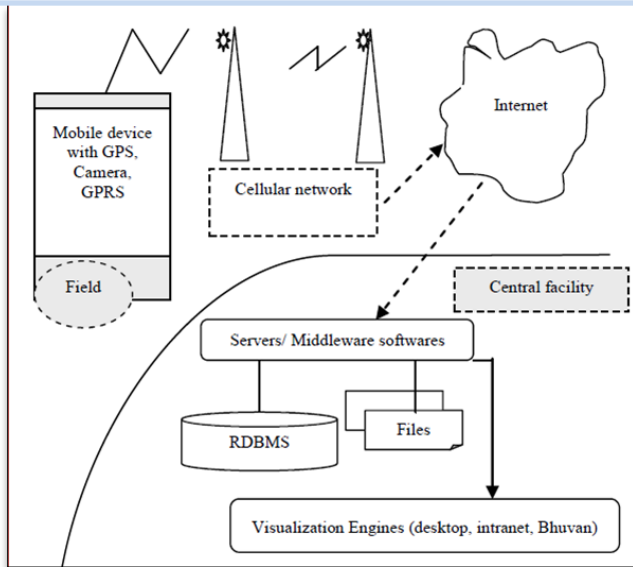 Mobile device
with GPS,
Camera,
GPRS
Field
Cellular network
Internet
Central facility
Servers/ Middleware softwares
RDBMS
Files
Visualization Engines (desktop, intranet, Bhuvan)